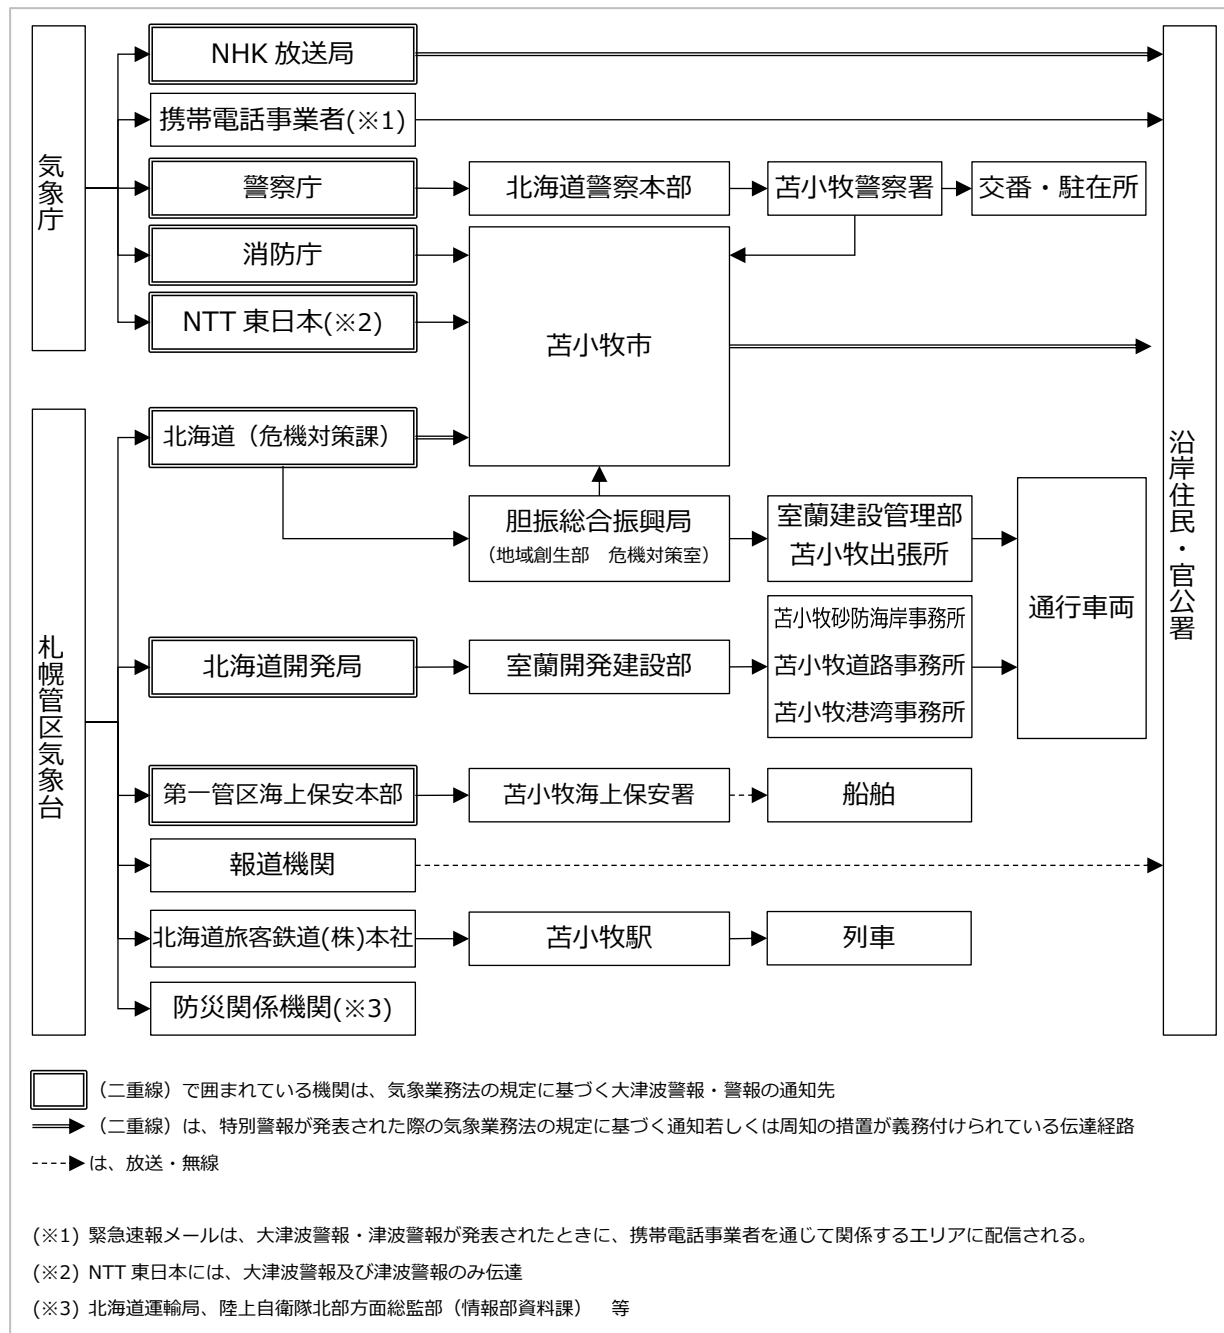 気象庁
NHK 放送局
携帯電話事業者(※1)
警察庁
北海道警察本部
苫小牧警察署
交番・駐在所
消防庁
NTT 東日本(※2)
苫小牧市
札幌管区気象台
北海道（危機対策課）
胆振総合振興局
（地域創生部　危機対策室）
室蘭建設管理部
苫小牧出張所
通行車両
北海道開発局
室蘭開発建設部
苫小牧砂防海岸事務所
苫小牧道路事務所
苫小牧港湾事務所
第一管区海上保安本部
苫小牧海上保安署
船舶
報道機関
北海道旅客鉄道(株)本社
苫小牧駅
列車
防災関係機関(※3)
沿岸住民・官公署
（二重線）で囲まれている機関は、気象業務法の規定に基づく大津波警報・警報の通知先
（二重線）は、特別警報が発表された際の気象業務法の規定に基づく通知若しくは周知の措置が義務付けられている伝達経路
は、放送・無線
(※1) 緊急速報メールは、大津波警報・津波警報が発表されたときに、携帯電話事業者を通じて関係するエリアに配信される。
(※2) NTT 東日本には、大津波警報及び津波警報のみ伝達
(※3) 北海道運輸局、陸上自衛隊北部方面総監部（情報部資料課）　等